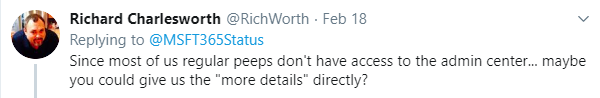 Richard Charlesworth @RichWorth · Feb 18
Replying to @MSFT365Status
Since most of us regular peeps don't have access to the admin center... maybe
you could give us the "more details" directly?